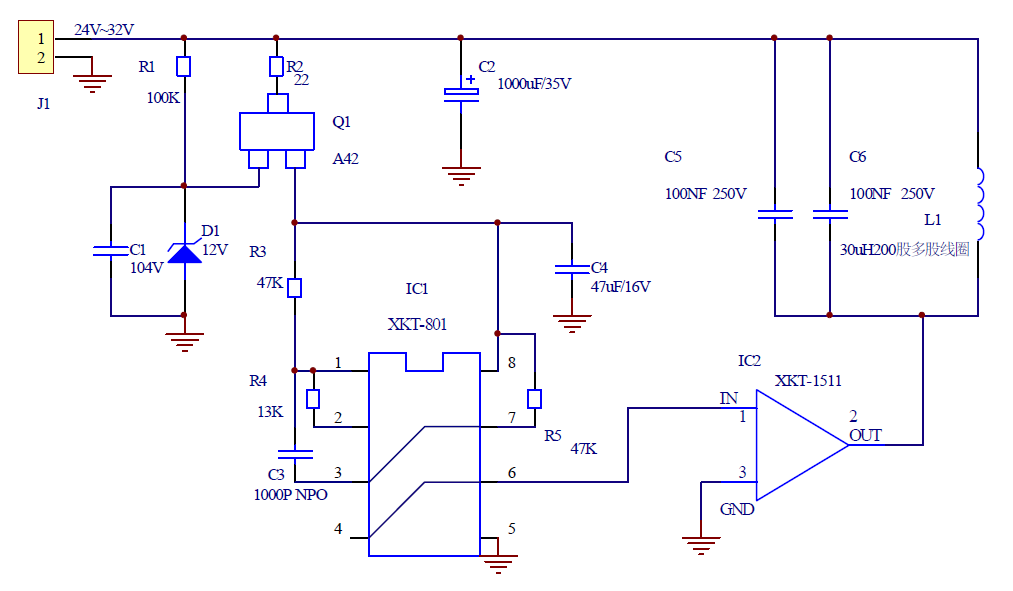 24V~32V
1
2
J1
R1
100K
R2
22
Q1
A42
C2
+
1000uF/35V
C5
100NF 250V
C6
100NF 250V
L1
30uH200股多股线圈
C1
104V
D1
12V
R3
47K
C4
47uF/16V
IC1
XKT-801
1
8
R4
13K
2
7
R5
47K
C3
1000P NPO
3
6
4
5
IC2
XKT-1511
IN
1
2
OUT
3
GND